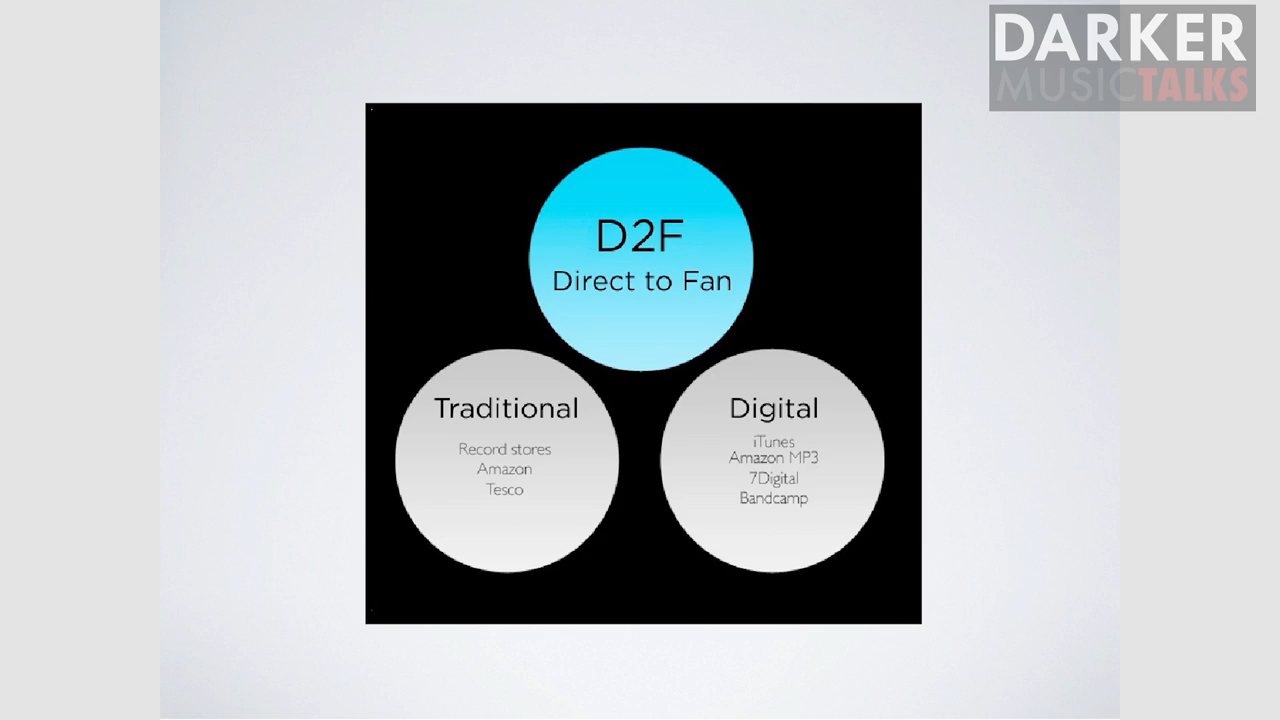 DARKER
MUSICTALKS
D2F
Direct to Fan
Traditional
Record stores
Amazon
Tesco
Digital
iTunes
Amazon MP3
7Digital
Bandcamp